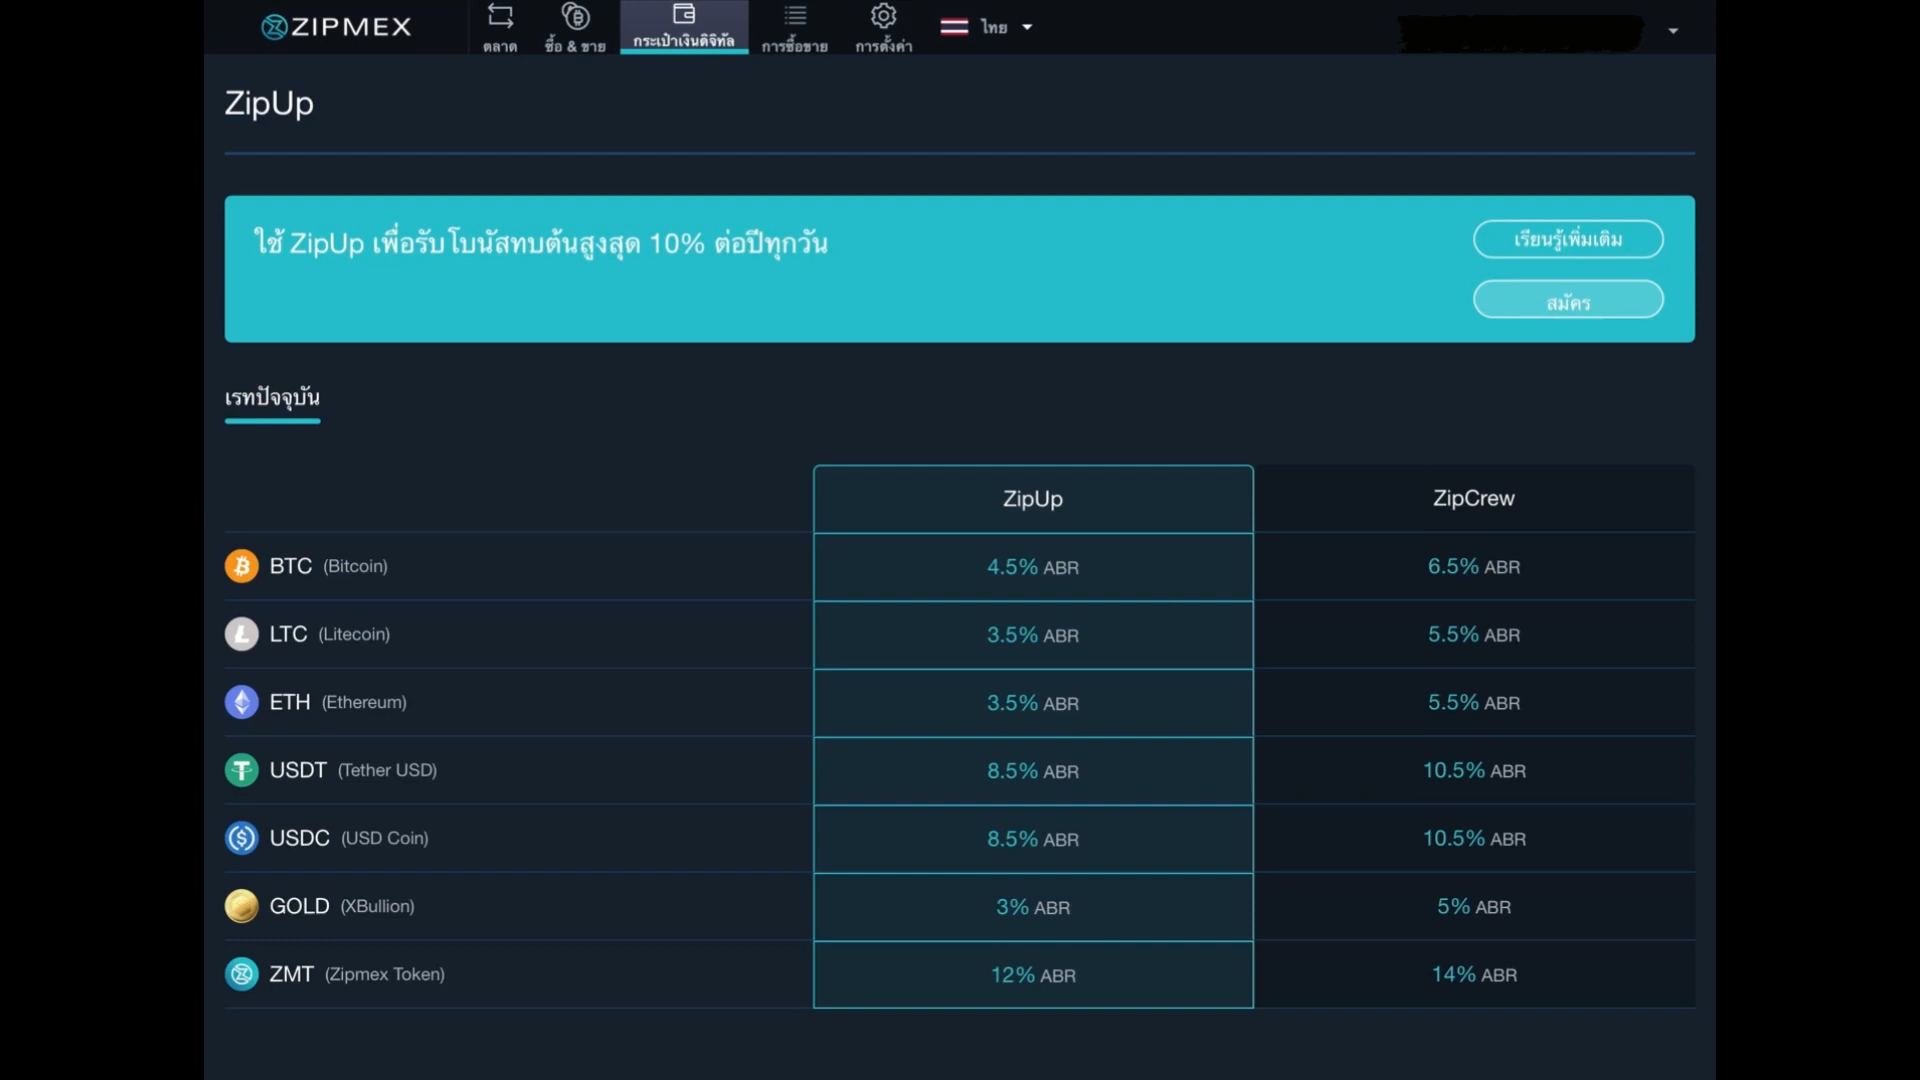 ZIPMEX
ตลาด ซื้อ & ขาย กระเป๋าเงินดิจิทัล การซื้อขาย การตั้งค่า ไทย
ZipUp
ใช้ ZipUp เพื่อรับโบนัสทบต้นสูงสุด 10% ต่อปีทุกวัน
เรียนรู้เพิ่มเติม
สมัคร
เรทปัจจุบัน
ZipUp ZipCrew
BTC (Bitcoin) 4.5% ABR 6.5% ABR
LTC (Litecoin) 3.5% ABR 5.5% ABR
ETH (Ethereum) 3.5% ABR 5.5% ABR
USDT (Tether USD) 8.5% ABR 10.5% ABR
USDC (USD Coin) 8.5% ABR 10.5% ABR
GOLD (XBullion) 3% ABR 5% ABR
ZMT (Zipmex Token) 12% ABR 14% ABR